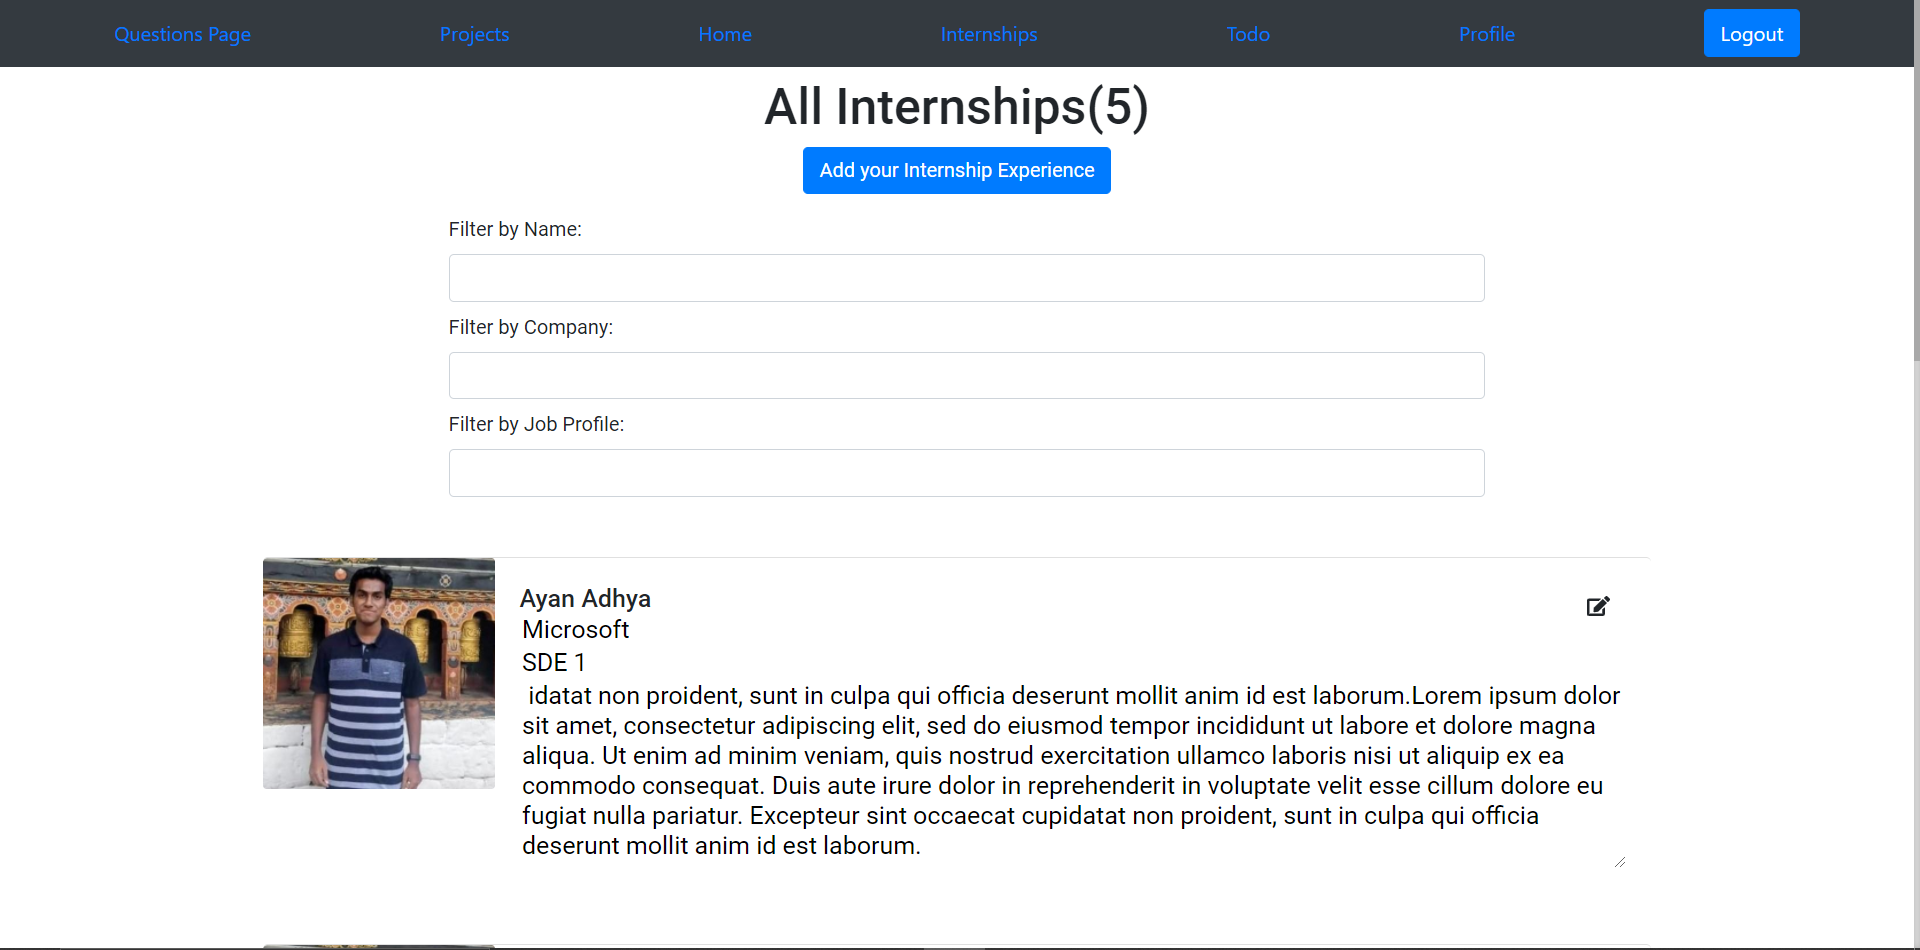 Questions Page Projects Home Internships Todo Profile Logout
All Internships(5)
Add your Internship Experience
Filter by Name:
Filter by Company:
Filter by Job Profile:
Ayan Adhya
Microsoft
SDE 1
idatat non proident, sunt in culpa qui officia deserunt mollit anim id est laborum.Lorem ipsum dolor
sit amet, consectetur adipiscing elit, sed do eiusmod tempor incididunt ut labore et dolore magna
aliqua. Ut enim ad minim veniam, quis nostrud exercitation ullamco laboris nisi ut aliquip ex ea
commodo consequat. Duis aute irure dolor in reprehenderit in voluptate velit esse cillum dolore eu
fugiat nulla pariatur. Excepteur sint occaecat cupidatat non proident, sunt in culpa qui officia
deserunt mollit anim id est laborum.